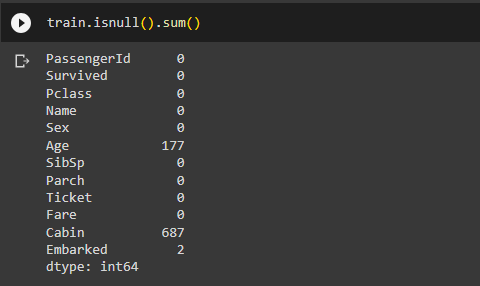 train.isnull().sum()
PassengerId 0
Survived 0
Pclass 0
Name 0
Sex 0
Age 177
SibSp 0
Parch 0
Ticket 0
Fare 0
Cabin 687
Embarked 2
dtype: int64